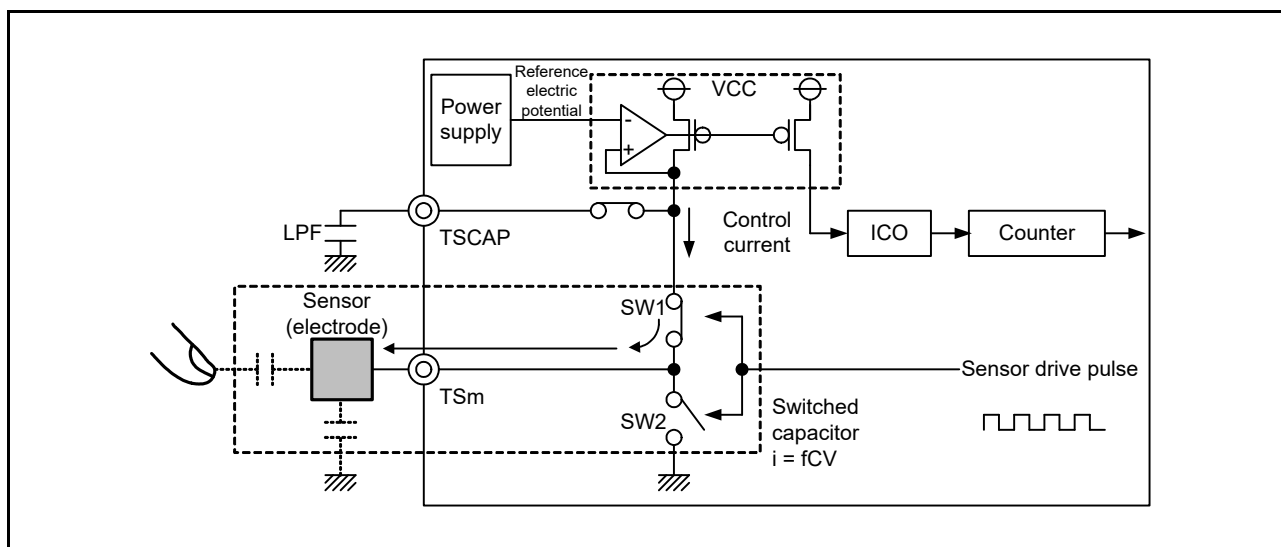 Reference
electric
potential
Power
supply
VCC
-
+
LPF
TSCAP
Control
current
ICO
Counter
Sensor
(electrode)
SW1
TSm
SW2
Sensor drive pulse
Switched
capacitor
i = fCV